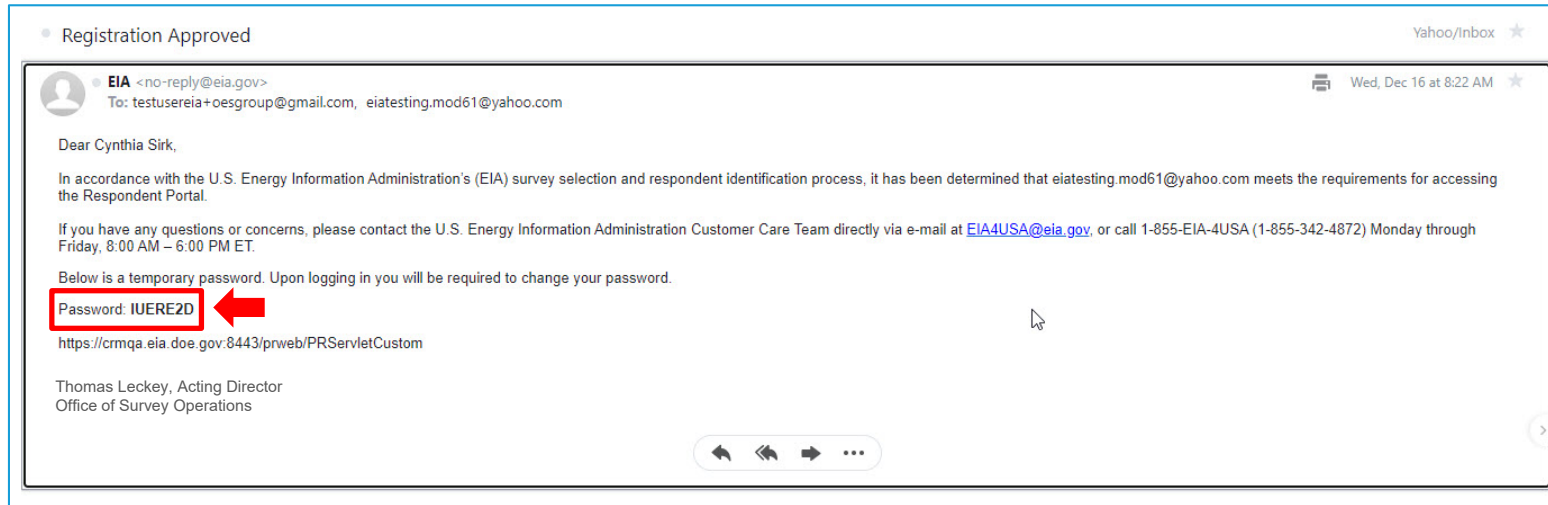 Registration Approved
Yahoo/Inbox
EIA <no-reply@eia.gov>
Wed, Dec 16 at 8:22 AM
To: testusereia+oesgroup@gmail.com, eiatesting.mod61@yahoo.com
Dear Cynthia Sirk,
In accordance with the U.S. Energy Information Administration's (EIA) survey selection and respondent identification process, it has been determined that eiatesting.mod61@yahoo.com meets the requirements for accessing
the Respondent Portal.
If you have any questions or concerns, please contact the U.S. Energy Information Administration Customer Care Team directly via e-mail at EIA4USA@eia.gov, or call 1-855-EIA-4USA (1-855-342-4872) Monday through
Friday, 8:00 AM – 6:00 PM ET.
Below is a temporary password. Upon logging in you will be required to change your password.
Password: IUERE2D
https://crmqa.eia.doe.gov:8443/prweb/PRServletCustom
Thomas Leckey, Acting Director
Office of Survey Operations